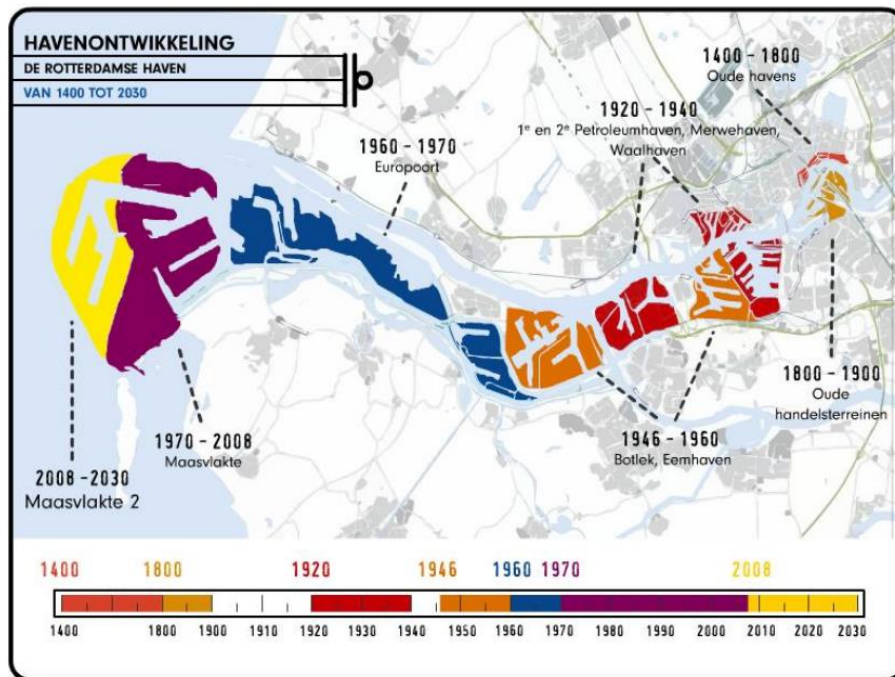 HAVENONTWIKKELING
DE ROTTERDAMSE HAVEN
VAN 1400 TOT 2030
1400 – 1800
Oude havens
1920 – 1940
1e en 2e Petroleumhaven, Merwehaven,
Waalhaven
1960 – 1970
Europoort
1800 – 1900
Oude
handelsterreinen
1946 – 1960
Botlek, Eemhaven
1970 – 2008
Maasvlakte
2008 –2030
Maasvlakte 2
1400 1800 1920 1946 1960 1970 2008
1400 1800 1900 1910 1920 1930 1940 1950 1960 1970 1980 1990 2000 2010 2020 2030